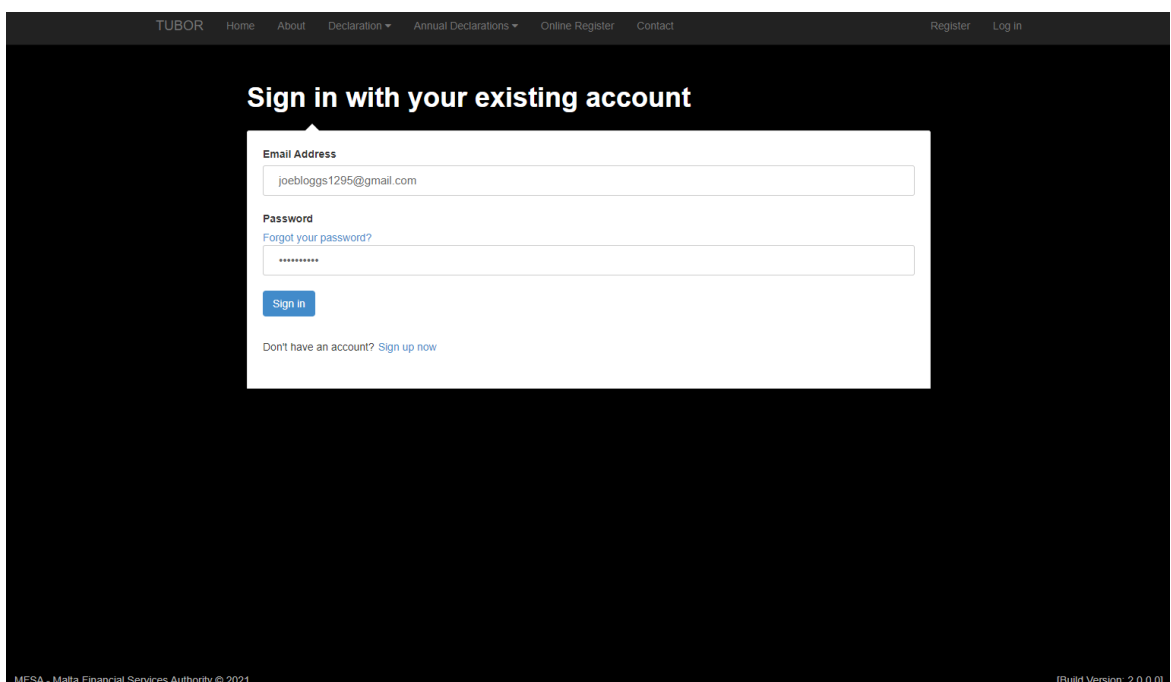 TUBOR Home About Declaration Annual Declarations Online Register Contact Register Log in
Sign in with your existing account
Email Address
joebloggs1295@gmail.com
Password
Forgot your password?
••••••••••
Sign in
Don't have an account? Sign up now
MFSA - Malta Financial Services Authority © 2021 [Build Version: 2.0.0.0]